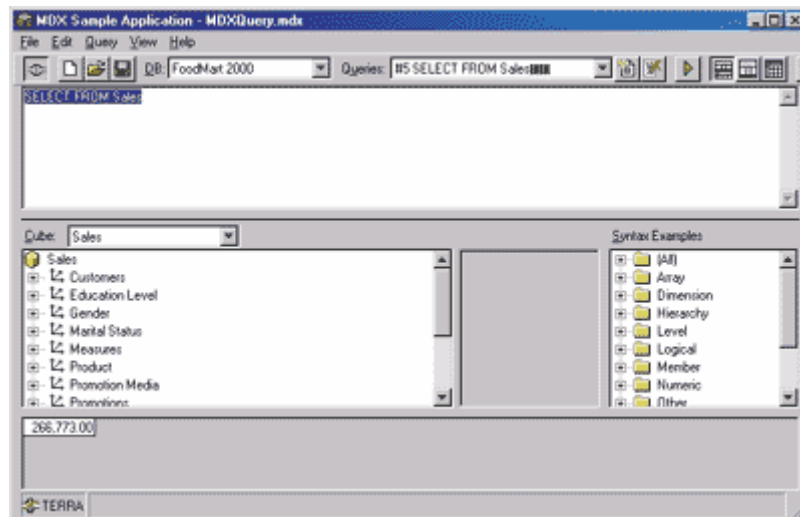 MDX Sample Application - MDXQuery.mdx
File Edit Query View Help
DB: FoodMart 2000 Queries: #5 SELECT FROM Sales
SELECT FROM Sales
Cube: Sales Syntax Examples
Sales
Customers
Education Level
Gender
Marital Status
Measures
Product
Promotion Media
Promotions
(All)
Array
Dimension
Hierarchy
Level
Logical
Member
Numeric
Other
266,773.00
TERRA